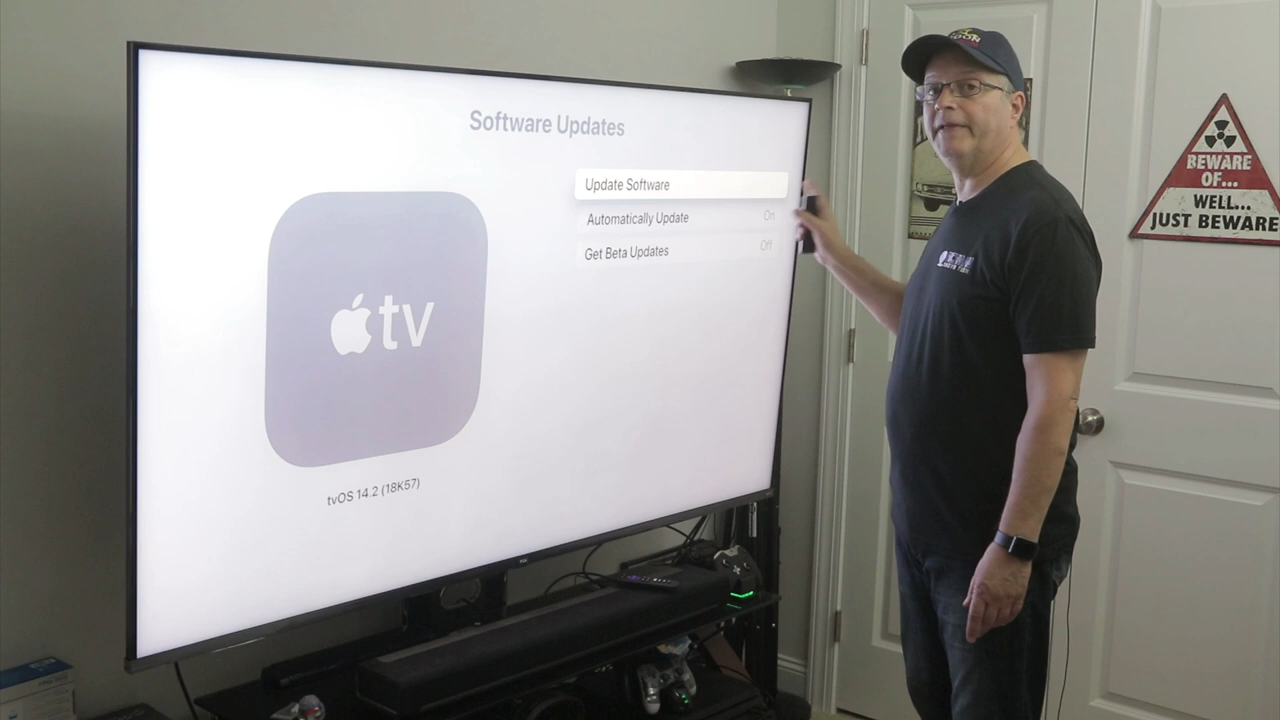 Software Updates
Update Software
Automatically Update On
Get Beta Updates Off
tv
tvOS 14.2 (18K57)
TCL
BEWARE
OF...
WELL...
JUST BEWARE